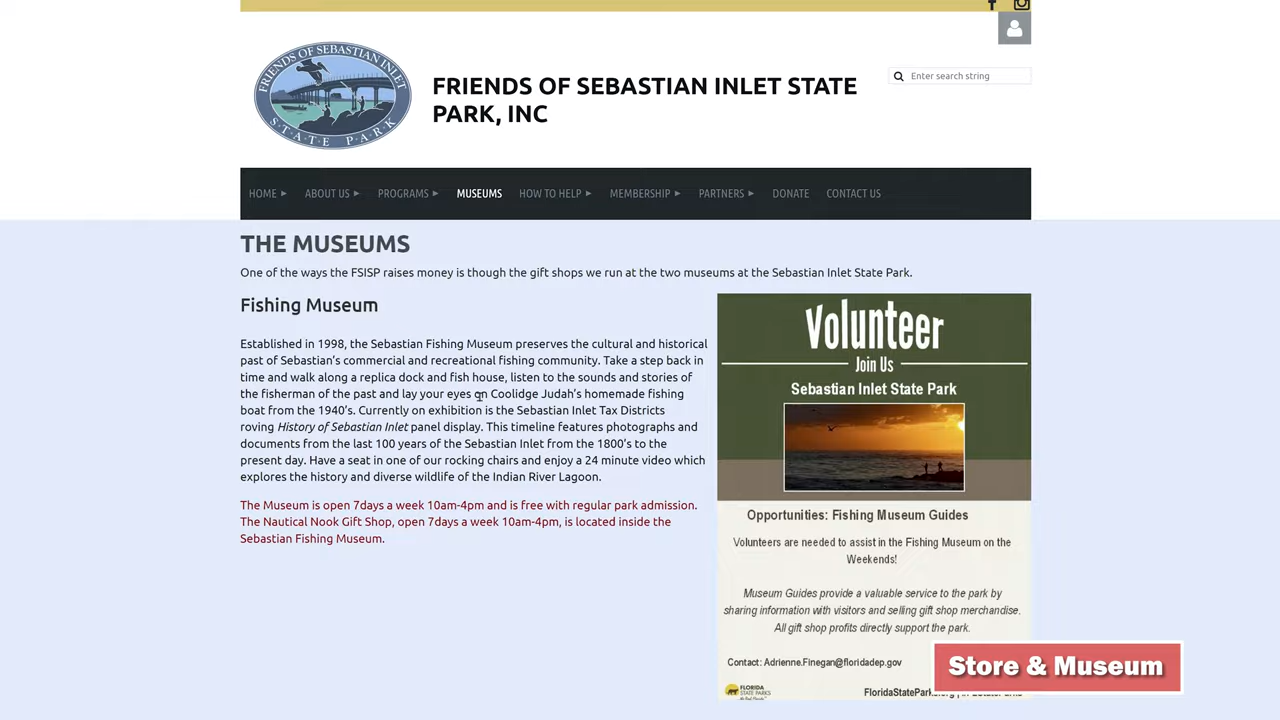 FRIENDS OF SEBASTIAN INLET
STATE PARK
FRIENDS OF SEBASTIAN INLET STATE
PARK, INC
Enter search string
HOME ABOUT US PROGRAMS MUSEUMS HOW TO HELP MEMBERSHIP PARTNERS DONATE CONTACT US
THE MUSEUMS
One of the ways the FSISP raises money is though the gift shops we run at the two museums at the Sebastian Inlet State Park.
Fishing Museum
Established in 1998, the Sebastian Fishing Museum preserves the cultural and historical
past of Sebastian's commercial and recreational fishing community. Take a step back in
time and walk along a replica dock and fish house, listen to the sounds and stories of
the fisherman of the past and lay your eyes on Coolidge Judah's homemade fishing
boat from the 1940's. Currently on exhibition is the Sebastian Inlet Tax Districts
roving History of Sebastian Inlet panel display. This timeline features photographs and
documents from the last 100 years of the Sebastian Inlet from the 1800's to the
present day. Have a seat in one of our rocking chairs and enjoy a 24 minute video which
explores the history and diverse wildlife of the Indian River Lagoon.
The Museum is open 7days a week 10am-4pm and is free with regular park admission.
The Nautical Nook Gift Shop, open 7days a week 10am-4pm, is located inside the
Sebastian Fishing Museum.
Volunteer
Join Us
Sebastian Inlet State Park
Opportunities: Fishing Museum Guides
Volunteers are needed to assist in the Fishing Museum on the
Weekends!
Museum Guides provide a valuable service to the park by
sharing information with visitors and selling gift shop merchandise.
All gift shop profits directly support the park.
Contact: Adrienne.Finegan@floridadep.gov
FLORIDA
STATE PARKS
Store & Museum